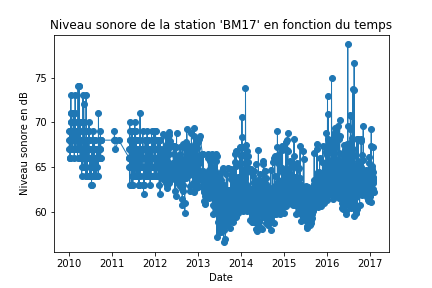 Niveau sonore de la station 'BM17' en fonction du temps
Niveau sonore en dB
75
70
65
60
2010 2011 2012 2013 2014 2015 2016 2017
Date